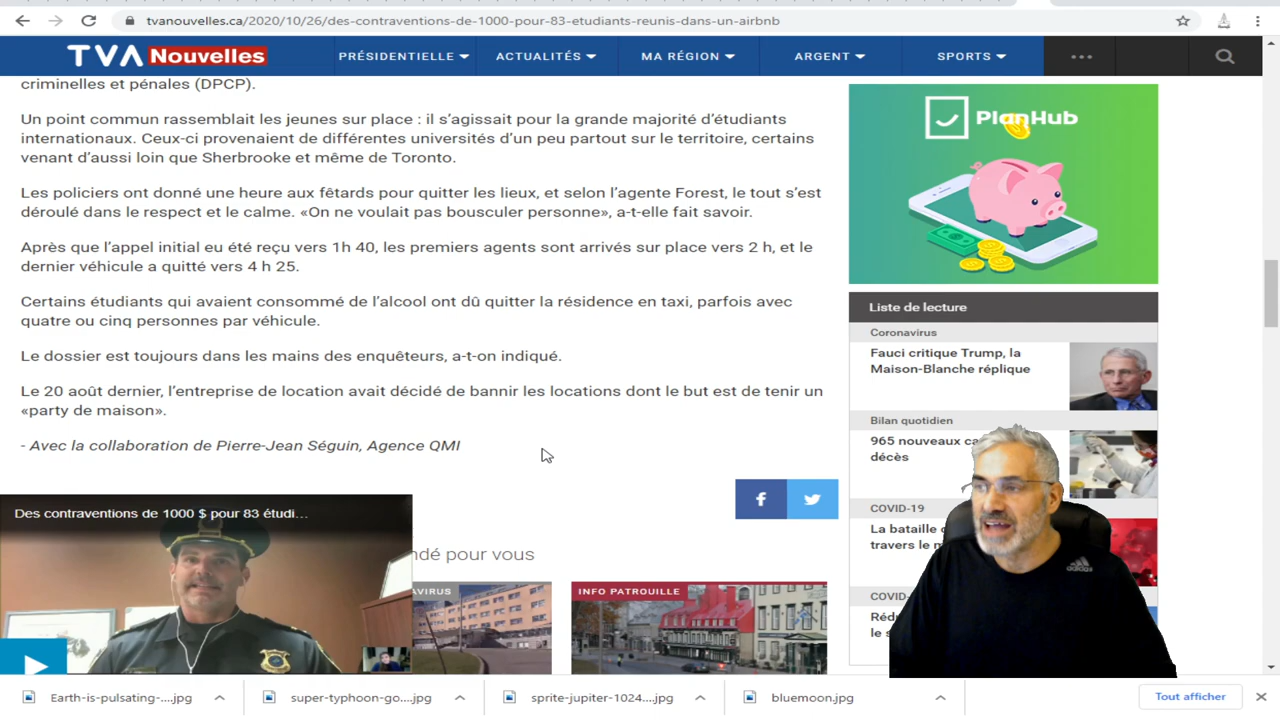 tvanouvelles.ca/2020/10/26/des-contraventions-de-1000-pour-83-etudiants-reunis-dans-un-airbnb
TVA Nouvelles
PRÉSIDENTIELLE
ACTUALITÉS
MA RÉGION
ARGENT
SPORTS
criminelles et pénales (DPCP).
Un point commun rassemblait les jeunes sur place : il s’agissait pour la grande majorité d’étudiants
internationaux. Ceux-ci provenaient de différentes universités d’un peu partout sur le territoire, certains
venant d’aussi loin que Sherbrooke et même de Toronto.
Les policiers ont donné une heure aux fêtards pour quitter les lieux, et selon l’agente Forest, le tout s’est
déroulé dans le respect et le calme. «On ne voulait pas bousculer personne», a-t-elle fait savoir.
Après que l’appel initial eu été reçu vers 1h 40, les premiers agents sont arrivés sur place vers 2 h, et le
dernier véhicule a quitté vers 4 h 25.
Certains étudiants qui avaient consommé de l’alcool ont dû quitter la résidence en taxi, parfois avec
quatre ou cinq personnes par véhicule.
Le dossier est toujours dans les mains des enquêteurs, a-t-on indiqué.
Le 20 août dernier, l’entreprise de location avait décidé de bannir les locations dont le but est de tenir un
«party de maison».
- Avec la collaboration de Pierre-Jean Séguin, Agence QMI
PlanHub
Liste de lecture
Coronavirus
Fauci critique Trump, la
Maison-Blanche réplique
Bilan quotidien
965 nouveaux ca
décès
COVID-19
La bataille
travers le
COVID-
Réd
le s
Des contraventions de 1000 $ pour 83 étudi...
ndé pour vous
AVIRUS
INFO PATROUILLE
adidas
Earth-is-pulsating-....jpg
super-typhoon-go....jpg
sprite-jupiter-1024....jpg
bluemoon.jpg
Tout afficher